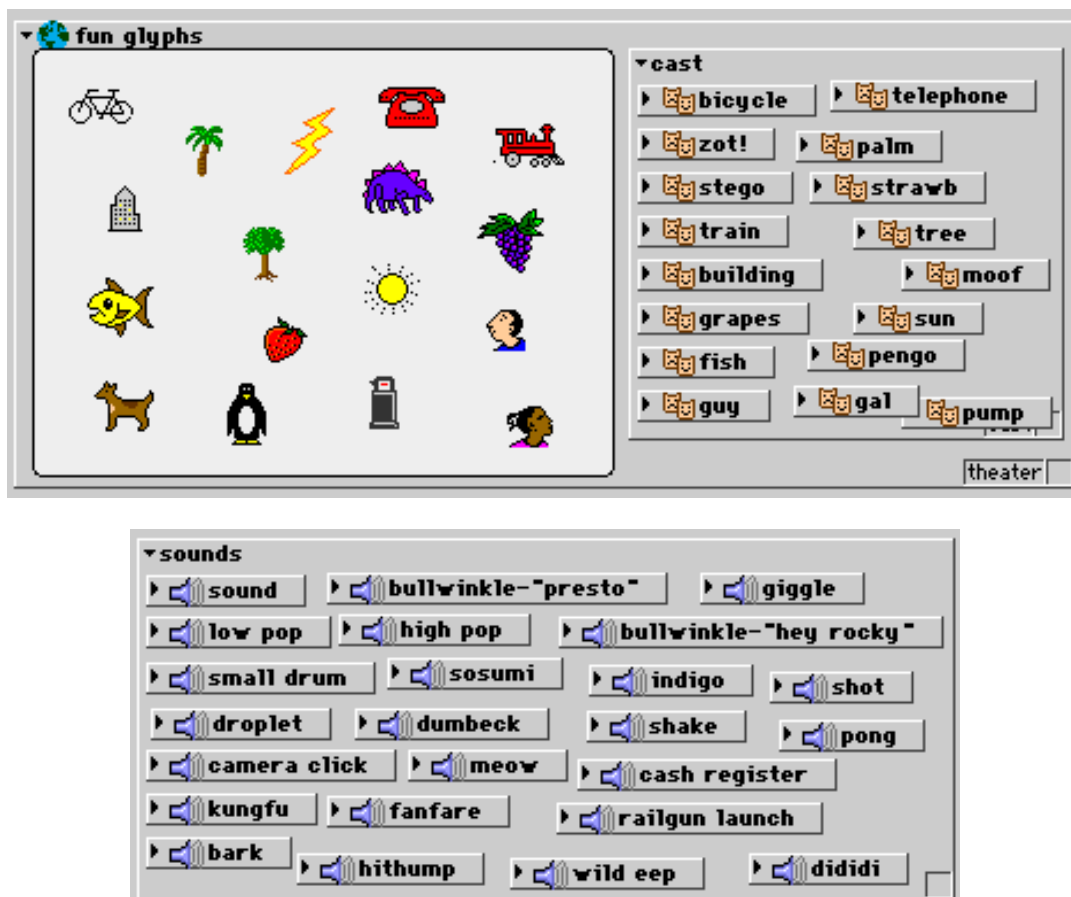 fun glyphs
cast
bicycle telephone
zot! palm
stego strawb
train tree
building moof
grapes sun
fish pengo
guy gal pump
theater
sounds
sound bullwinkle-"presto" giggle
low pop high pop bullwinkle-"hey rocky"
small drum sosumi indigo shot
droplet dumbeck shake pong
camera click meow cash register
kungfu fanfare railgun launch
bark hithump wild eep dididi